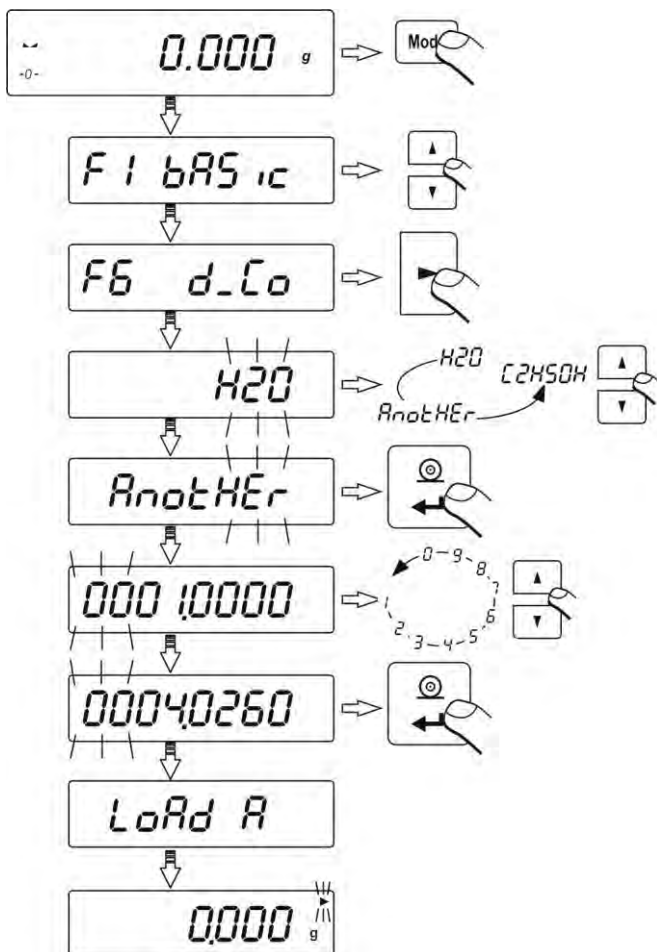 -0- 0.000 g Mod
F1 bASic
F6 d_Co
H2O H2O C2H5OH
AnotHEr
AnotHEr
0001.0000 0-9-8-7
6
1 2-3-4-5
0004.0260
LoAd A
0.000 g